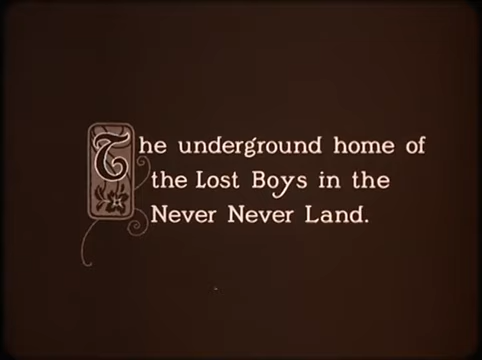 The underground home of
the Lost Boys in the
Never Never Land.